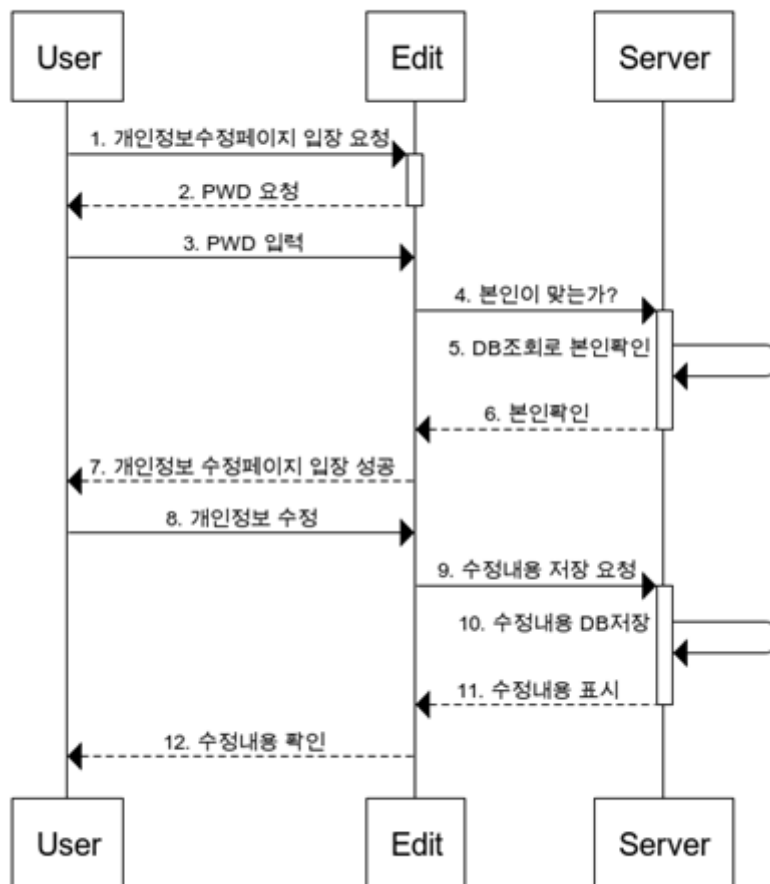 User Edit Server
1. 개인정보수정페이지 입장 요청
2. PWD 요청
3. PWD 입력
4. 본인이 맞는가?
5. DB조회로 본인확인
6. 본인확인
7. 개인정보 수정페이지 입장 성공
8. 개인정보 수정
9. 수정내용 저장 요청
10. 수정내용 DB저장
11. 수정내용 표시
12. 수정내용 확인
User Edit Server